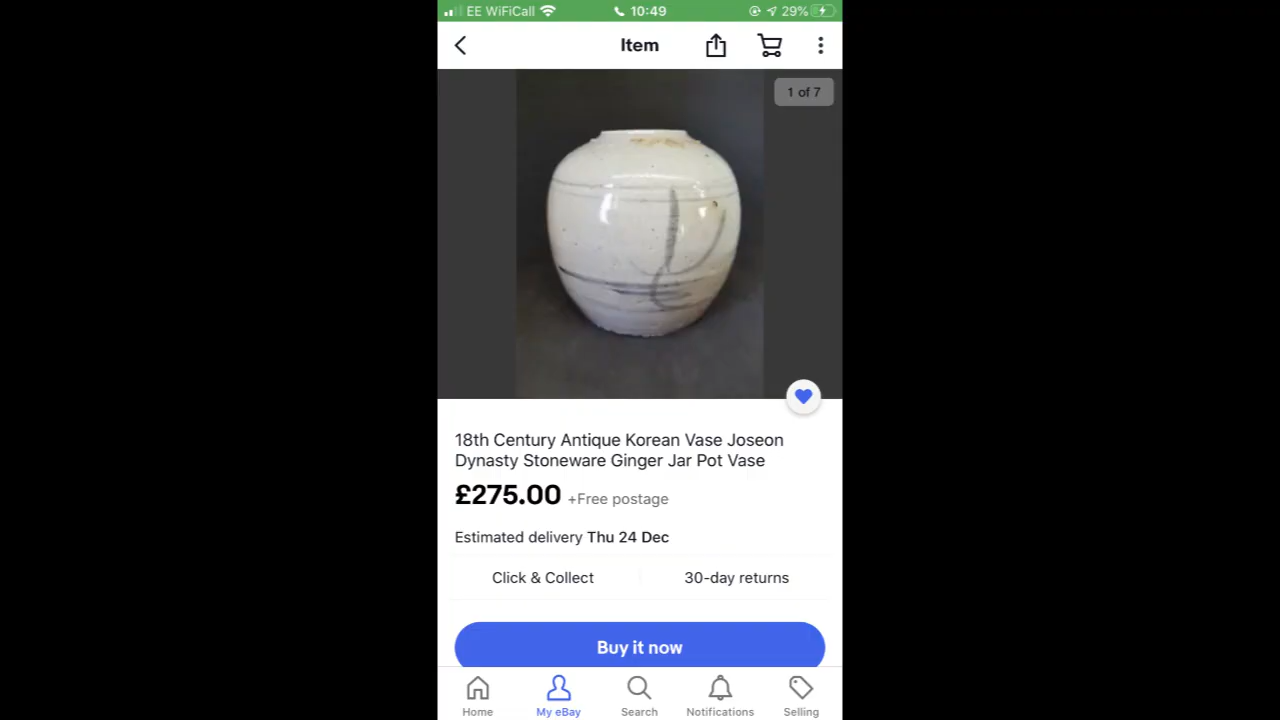 EE WiFiCall 10:49 29%
Item
1 of 7
18th Century Antique Korean Vase Joseon
Dynasty Stoneware Ginger Jar Pot Vase
£275.00 +Free postage
Estimated delivery Thu 24 Dec
Click & Collect 30-day returns
Buy it now
Home My eBay Search Notifications Selling